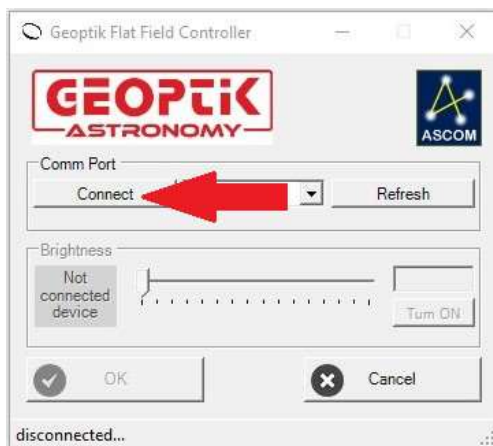 Geoptik Flat Field Controller
GEOPTiK
ASTRONOMY
ASCOM
Comm Port
Connect
Refresh
Brightness
Not
connected
device
Turn ON
OK
Cancel
disconnected...